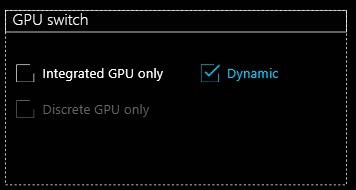 GPU switch
Integrated GPU only
Dynamic
Discrete GPU only